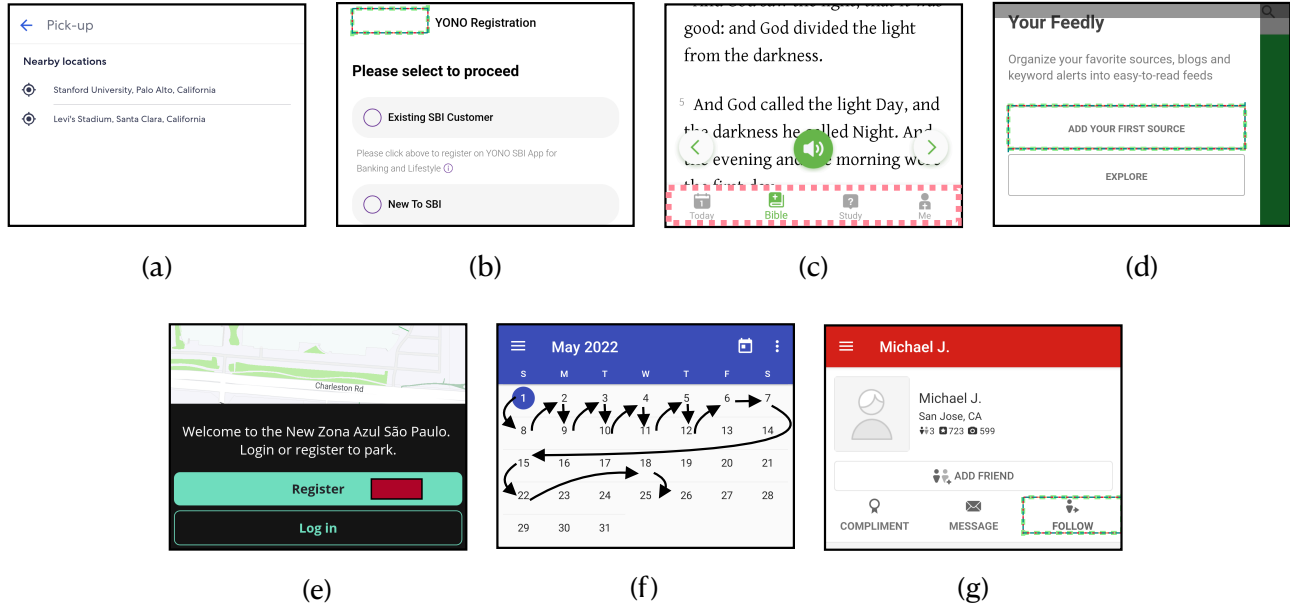 Pick-up
Nearby locations
Stanford University, Palo Alto, California
Levi's Stadium, Santa Clara, California
(a)
YONO Registration
Please select to proceed
Existing SBI Customer
Please click above to register on YONO SBI App for
Banking and Lifestyle
New To SBI
(b)
good: and God divided the light
from the darkness.
5 And God called the light Day, and
the darkness he called Night. And
evening and morning
Today
Bible
Study
Me
(c)
Your Feedly
Organize your favorite sources, blogs and
keyword alerts into easy-to-read feeds
ADD YOUR FIRST SOURCE
EXPLORE
(d)
Charleston Rd
Welcome to the New Zona Azul São Paulo.
Login or register to park.
Register
Log in
(e)
May 2022
S M T W T F S
1 2 3 4 5 6 7
8 9 10 11 12 13 14
15 16 17 18 19 20 21
22 23 24 25 26 27 28
29 30 31
(f)
Michael J.
Michael J.
San Jose, CA
3 723 599
ADD FRIEND
COMPLIMENT
MESSAGE
FOLLOW
(g)